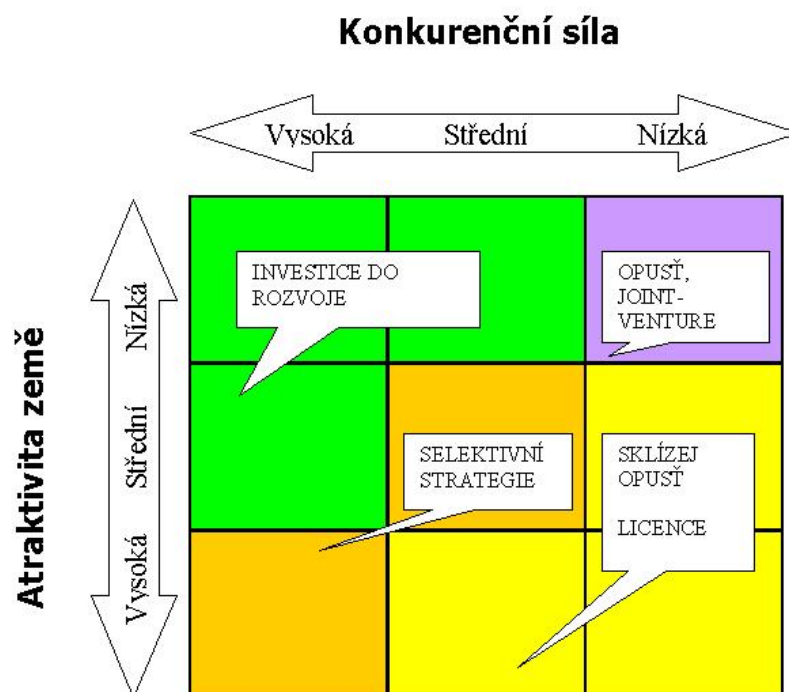 Konkurenční síla
Vysoká Střední Nízká
Atraktivita země
Nízká
Střední
Vysoká
INVESTICE DO
ROZVOJE
OPUSŤ,
JOINT-
VENTURE
SELEKTIVNÍ
STRATEGIE
SKLÍZEJ
OPUSŤ
LICENCE